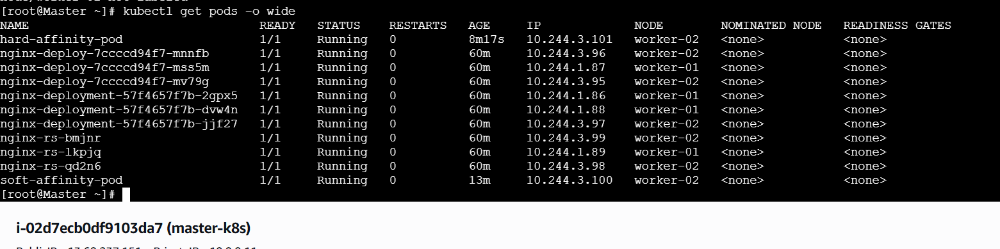 [root@Master ~]# kubectl get pods -o wide
NAME READY STATUS RESTARTS AGE IP NODE NOMINATED NODE READINESS GATES
hard-affinity-pod 1/1 Running 0 8m17s 10.244.3.101 worker-02 <none> <none>
nginx-deploy-7ccccd94f7-mnnfb 1/1 Running 0 60m 10.244.3.96 worker-02 <none> <none>
nginx-deploy-7ccccd94f7-mss5m 1/1 Running 0 60m 10.244.1.87 worker-01 <none> <none>
nginx-deploy-7ccccd94f7-mv79g 1/1 Running 0 60m 10.244.3.95 worker-02 <none> <none>
nginx-deployment-57f4657f7b-2gpx5 1/1 Running 0 60m 10.244.1.86 worker-01 <none> <none>
nginx-deployment-57f4657f7b-dvw4n 1/1 Running 0 60m 10.244.1.88 worker-01 <none> <none>
nginx-deployment-57f4657f7b-jjf27 1/1 Running 0 60m 10.244.3.97 worker-02 <none> <none>
nginx-rs-bmjnr 1/1 Running 0 60m 10.244.3.99 worker-02 <none> <none>
nginx-rs-lkpjq 1/1 Running 0 60m 10.244.1.89 worker-01 <none> <none>
nginx-rs-qd2n6 1/1 Running 0 60m 10.244.3.98 worker-02 <none> <none>
soft-affinity-pod 1/1 Running 0 13m 10.244.3.100 worker-02 <none> <none>
[root@Master ~]#
i-02d7ecb0df9103da7 (master-k8s)